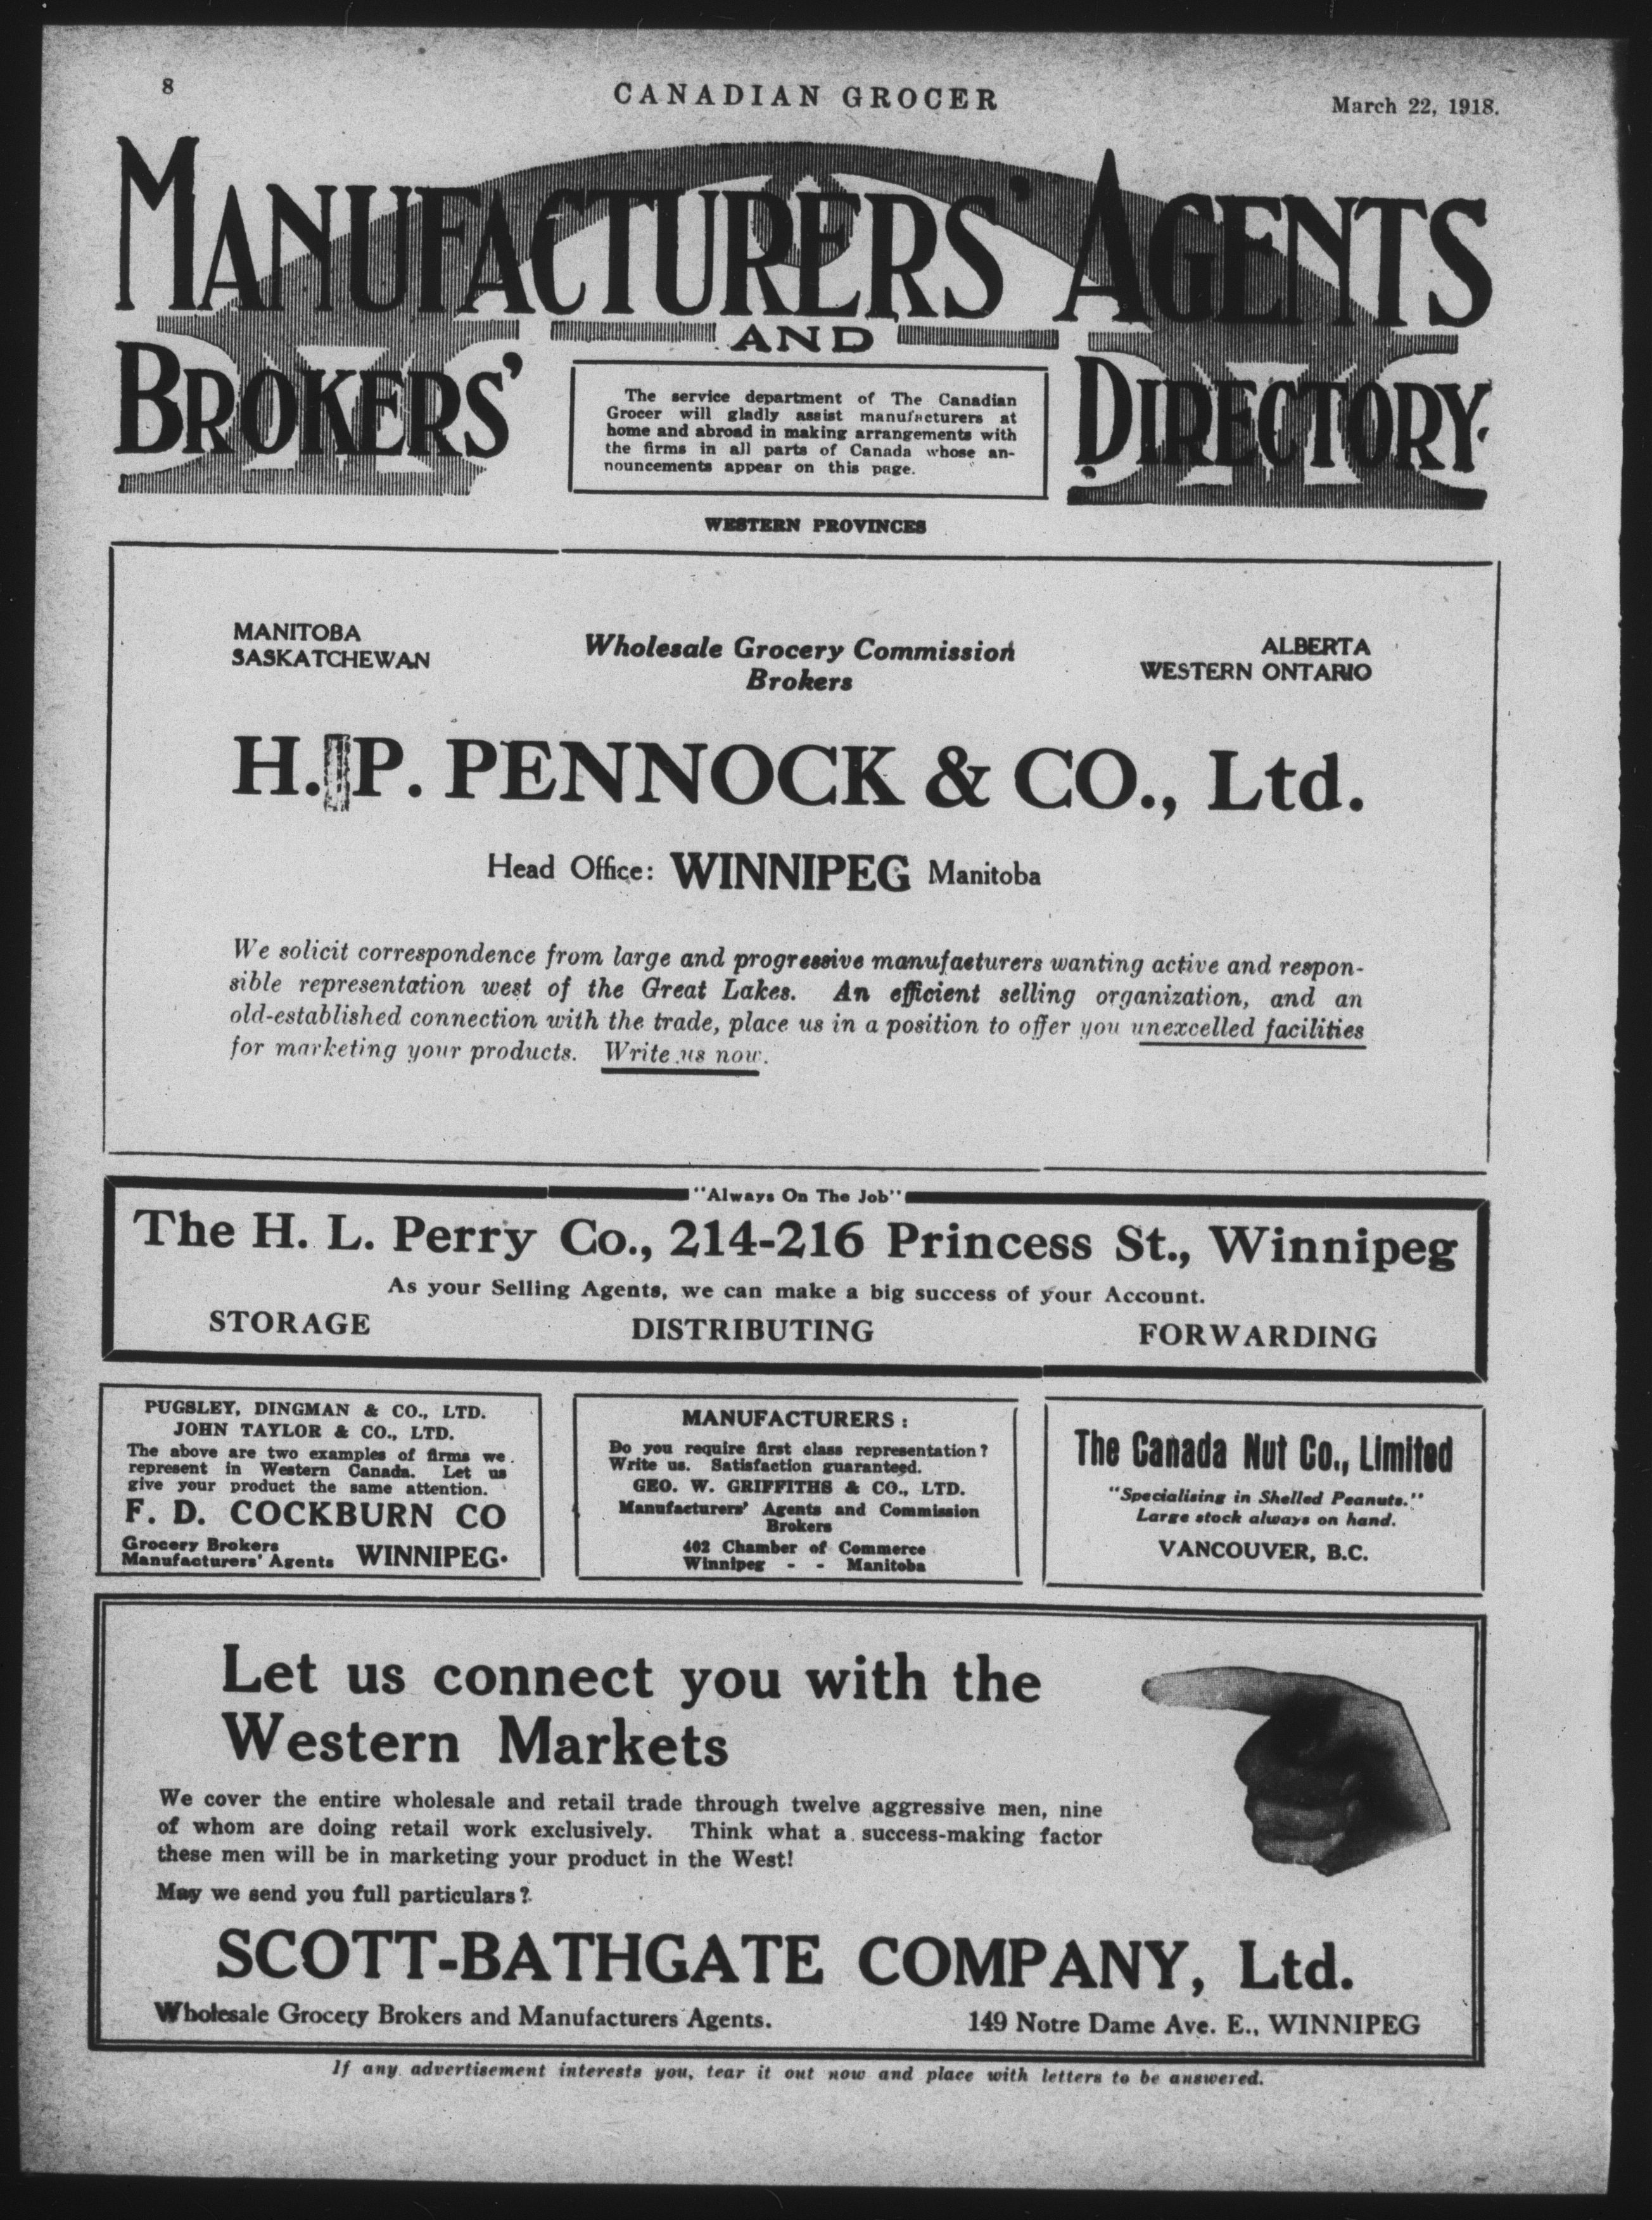 8
CANADIAN GROCER
March 22, 1918.
MANUFACTURERS' AGENTS
AND
BROKERS'
DIRECTORY.
The service department of The Canadian
Grocer will gladly assist manufacturers at
home and abroad in making arrangements with
the firms in all parts of Canada whose an-
nouncements appear on this page.
WESTERN PROVINCES
MANITOBA
SASKATCHEWAN
Wholesale Grocery Commission
Brokers
ALBERTA
WESTERN ONTARIO
H. P. PENNOCK & CO., Ltd.
Head Office: WINNIPEG Manitoba
We solicit correspondence from large and progressive manufacturers wanting active and respon-
sible representation west of the Great Lakes. An efficient selling organization, and an
old-established connection with the trade, place us in a position to offer you unexcelled facilities
for marketing your products. Write us now.
"Always On The Job"
The H. L. Perry Co., 214-216 Princess St., Winnipeg
As your Selling Agents, we can make a big success of your Account.
STORAGE DISTRIBUTING FORWARDING
PUGSLEY, DINGMAN & CO., LTD.
JOHN TAYLOR & CO., LTD.
The above are two examples of firms we
represent in Western Canada. Let us
give your product the same attention.
F. D. COCKBURN CO
Grocery Brokers
Manufacturers' Agents WINNIPEG.
MANUFACTURERS:
Do you require first class representation?
Write us. Satisfaction guaranteed.
GEO. W. GRIFFITHS & CO., LTD.
Manufacturers' Agents and Commission
Brokers
402 Chamber of Commerce
Winnipeg - - Manitoba
The Canada Nut Co., Limited
"Specialising in Shelled Peanuts."
Large stock always on hand.
VANCOUVER, B.C.
Let us connect you with the
Western Markets
We cover the entire wholesale and retail trade through twelve aggressive men, nine
of whom are doing retail work exclusively. Think what a success-making factor
these men will be in marketing your product in the West!
May we send you full particulars?
SCOTT-BATHGATE COMPANY, Ltd.
Wholesale Grocery Brokers and Manufacturers Agents.
149 Notre Dame Ave. E., WINNIPEG
If any advertisement interests you, tear it out now and place with letters to be answered.